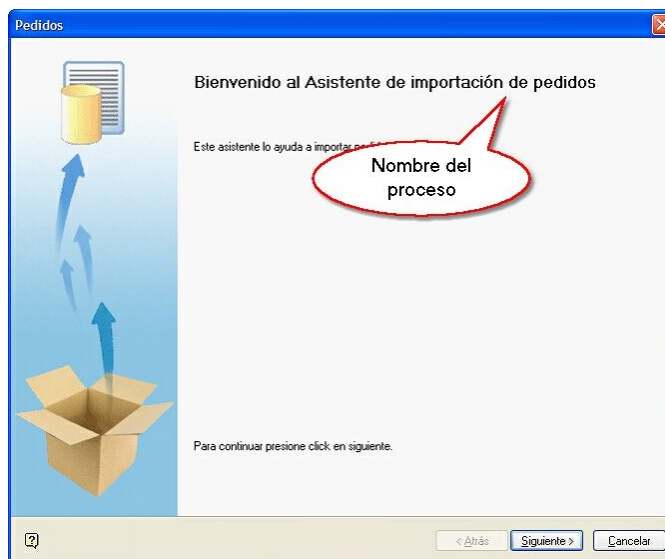 Pedidos
Bienvenido al Asistente de importación de pedidos
Este asistente lo ayuda a importar
Nombre del
proceso
Para continuar presione click en siguiente.
< Atrás
Siguiente >
Cancelar